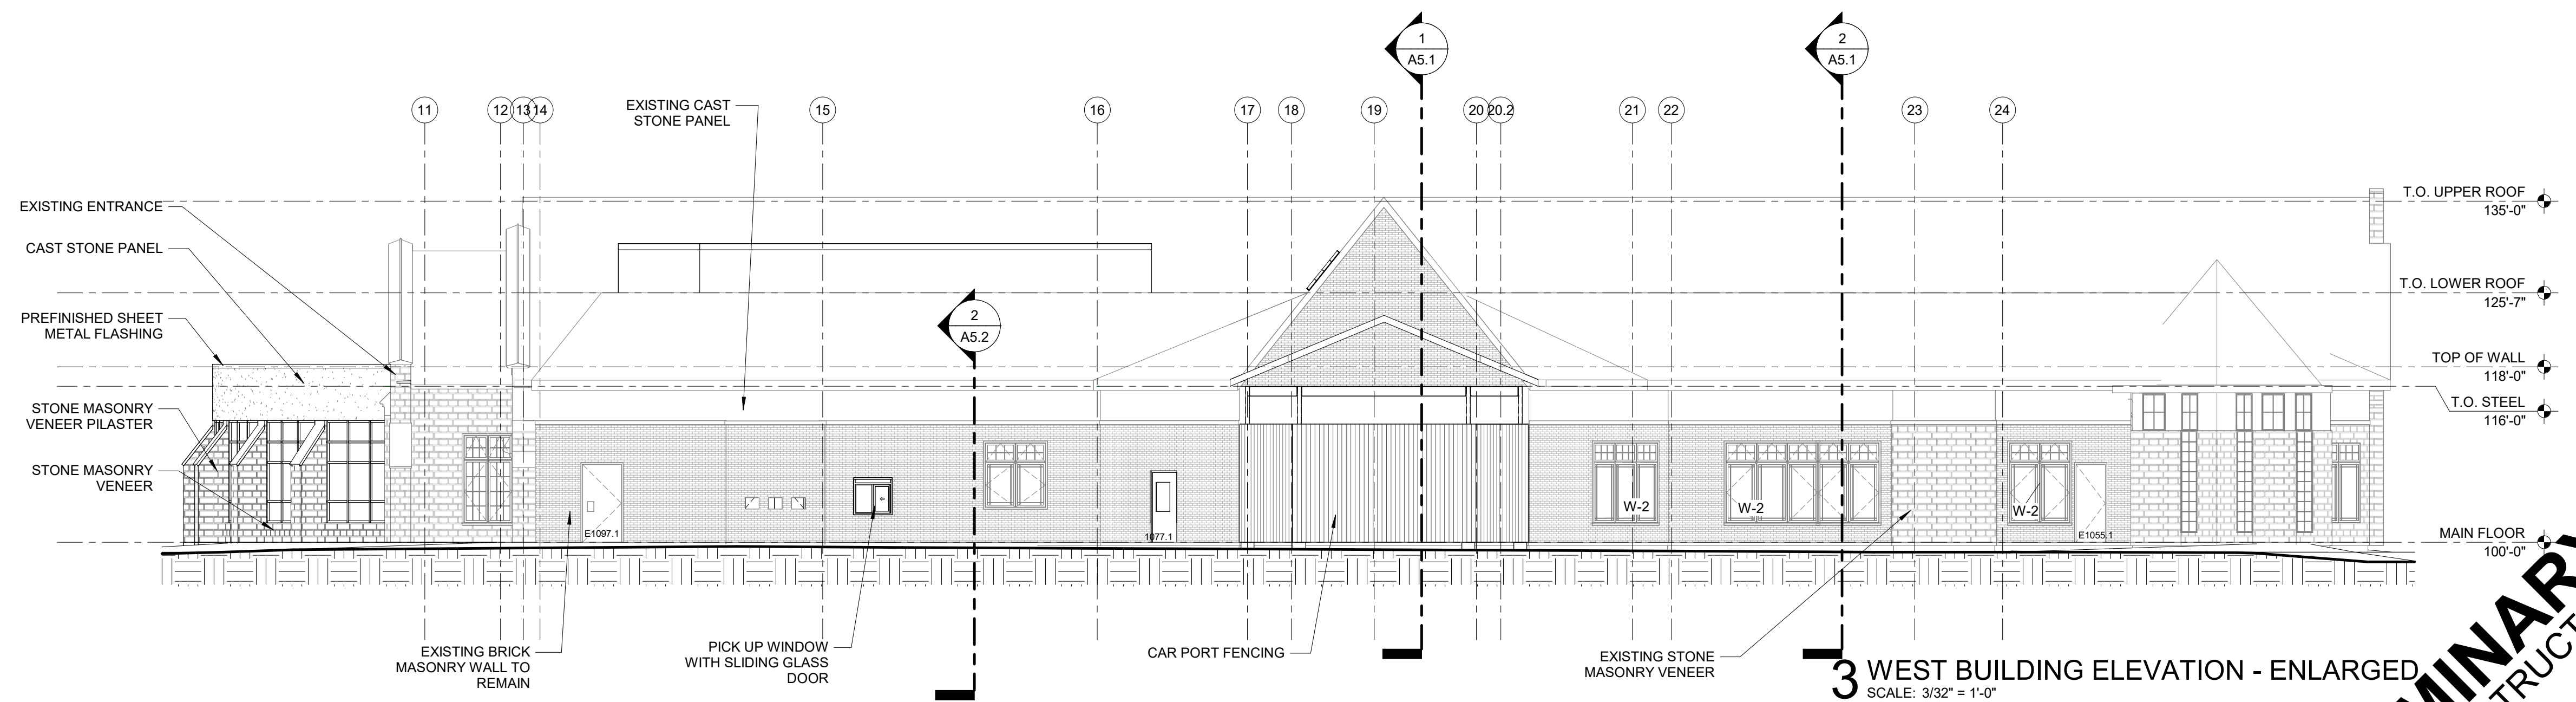 1
A5.1
2
A5.1
11
12
13
14
15
16
17
18
19
20
20.2
21
22
23
24
EXISTING CAST
STONE PANEL
EXISTING ENTRANCE
CAST STONE PANEL
PREFINISHED SHEET
METAL FLASHING
STONE MASONRY
VENEER PILASTER
STONE MASONRY
VENEER
2
A5.2
T.O. UPPER ROOF
135'-0"
T.O. LOWER ROOF
125'-7"
TOP OF WALL
118'-0"
T.O. STEEL
116'-0"
MAIN FLOOR
100'-0"
W-2
W-2
W-2
E1097.1
1077.1
E1055.1
EXISTING BRICK
MASONRY WALL TO
REMAIN
PICK UP WINDOW
WITH SLIDING GLASS
DOOR
CAR PORT FENCING
EXISTING STONE
MASONRY VENEER
3 WEST BUILDING ELEVATION - ENLARGED
SCALE: 3/32" = 1'-0"
MINARY
TRUCT